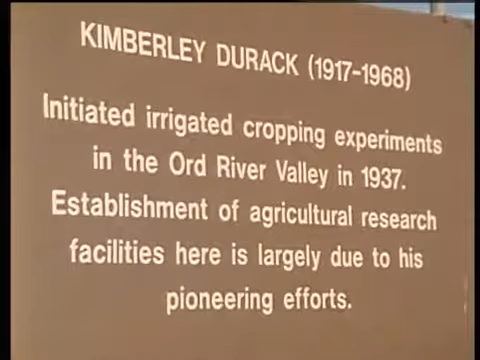 KIMBERLEY DURACK (1917-1968)
Initiated irrigated cropping experiments
in the Ord River Valley in 1937.
Establishment of agricultural research
facilities here is largely due to his
pioneering efforts.